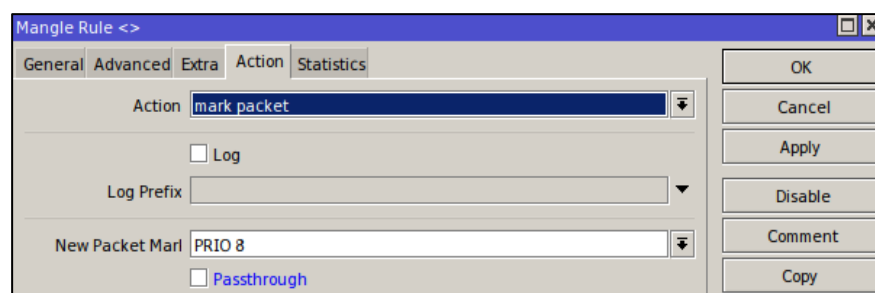 Mangle Rule <>
General Advanced Extra Action Statistics
OK
Action mark packet
Cancel
Log
Apply
Log Prefix
Disable
New Packet Marl PRIO 8
Comment
Passthrough
Copy